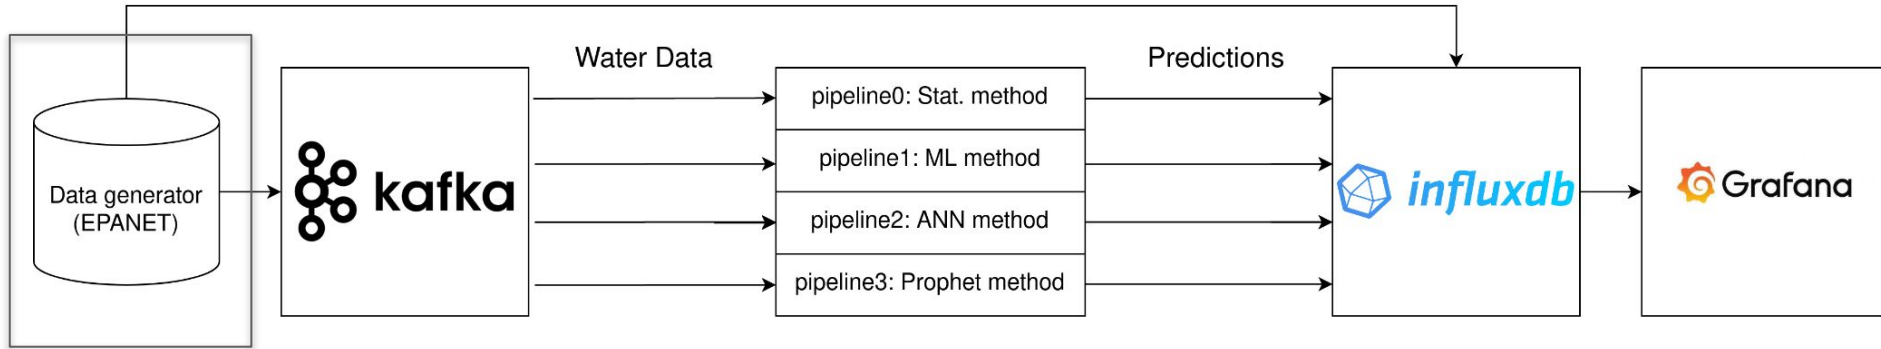 Water Data
Predictions
Data generator
(EPANET)
kafka
pipeline0: Stat. method
pipeline1: ML method
pipeline2: ANN method
pipeline3: Prophet method
influxdb
Grafana